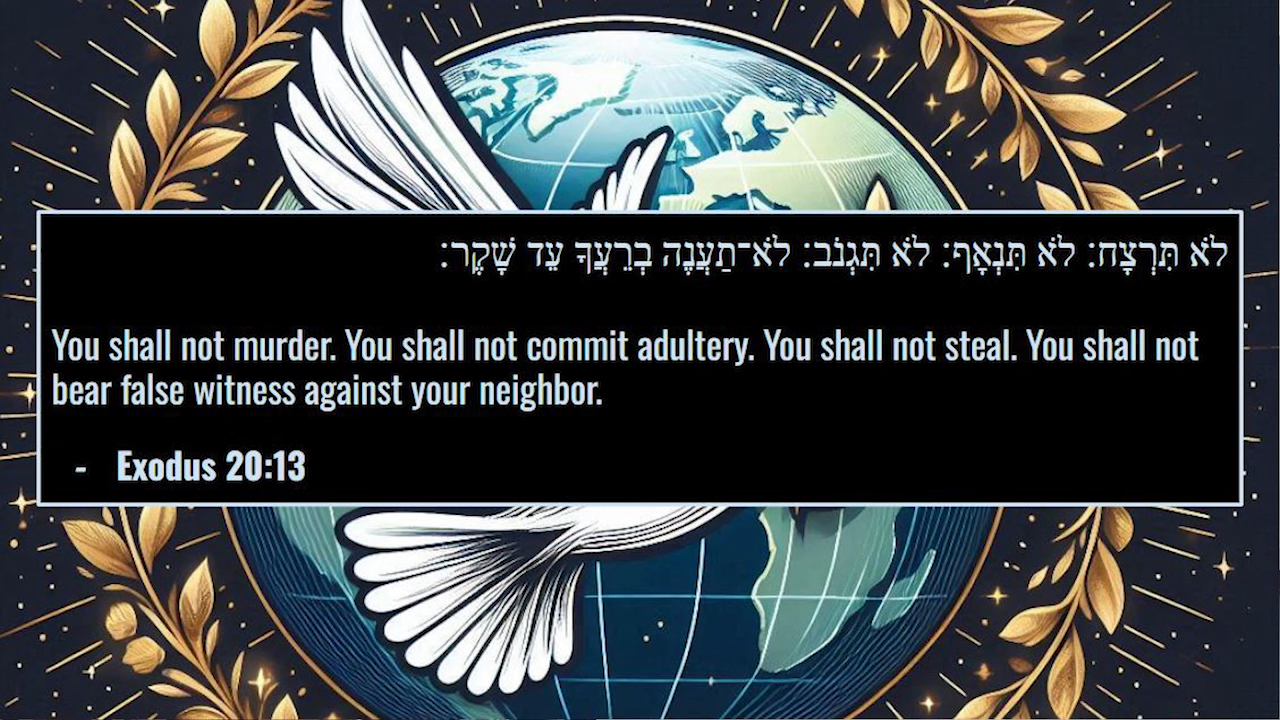 לֹא תִּרְצָח׃ לֹא תִּנְאָף׃ לֹא תִּגְנֹב׃ לֹא־תַעֲנֶה בְרֵעֲךָ עֵד שָׁקֶר׃
You shall not murder. You shall not commit adultery. You shall not steal. You shall not
bear false witness against your neighbor.
- Exodus 20:13